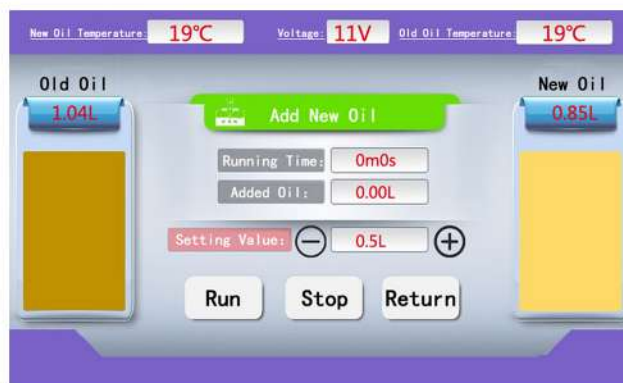 New Oil Temperature: 19℃ Voltage: 11V Old Oil Temperature: 19℃
Old Oil
1.04L
New Oil
0.85L
Add New Oil
Running Time: 0m0s
Added Oil: 0.00L
Setting Value: 0.5L
Run Stop Return